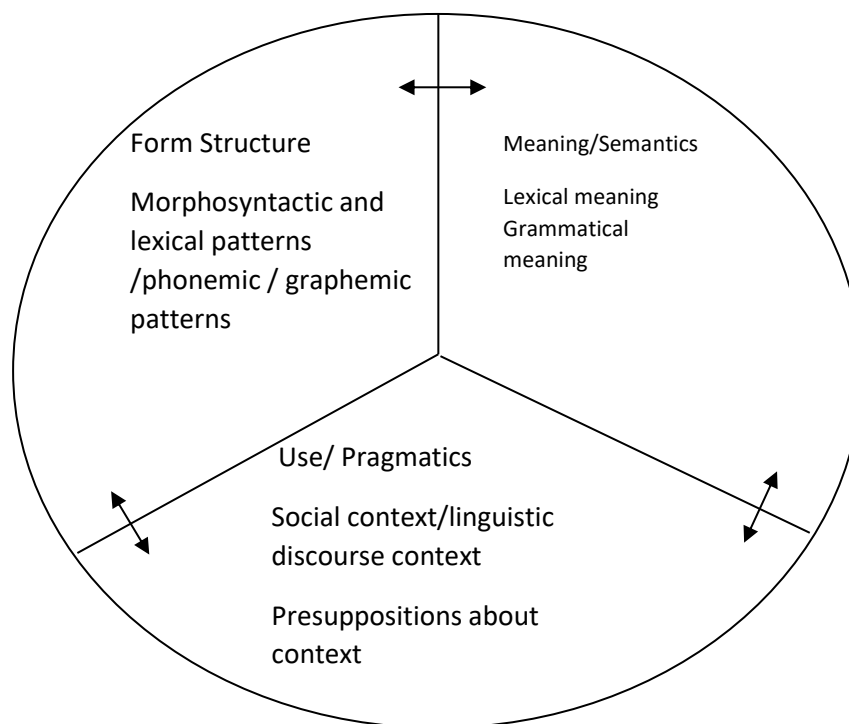 Form Structure
Morphosyntactic and
lexical patterns
/phonemic / graphemic
patterns
Meaning/Semantics
Lexical meaning
Grammatical
meaning
Use/ Pragmatics
Social context/linguistic
discourse context
Presuppositions about
context